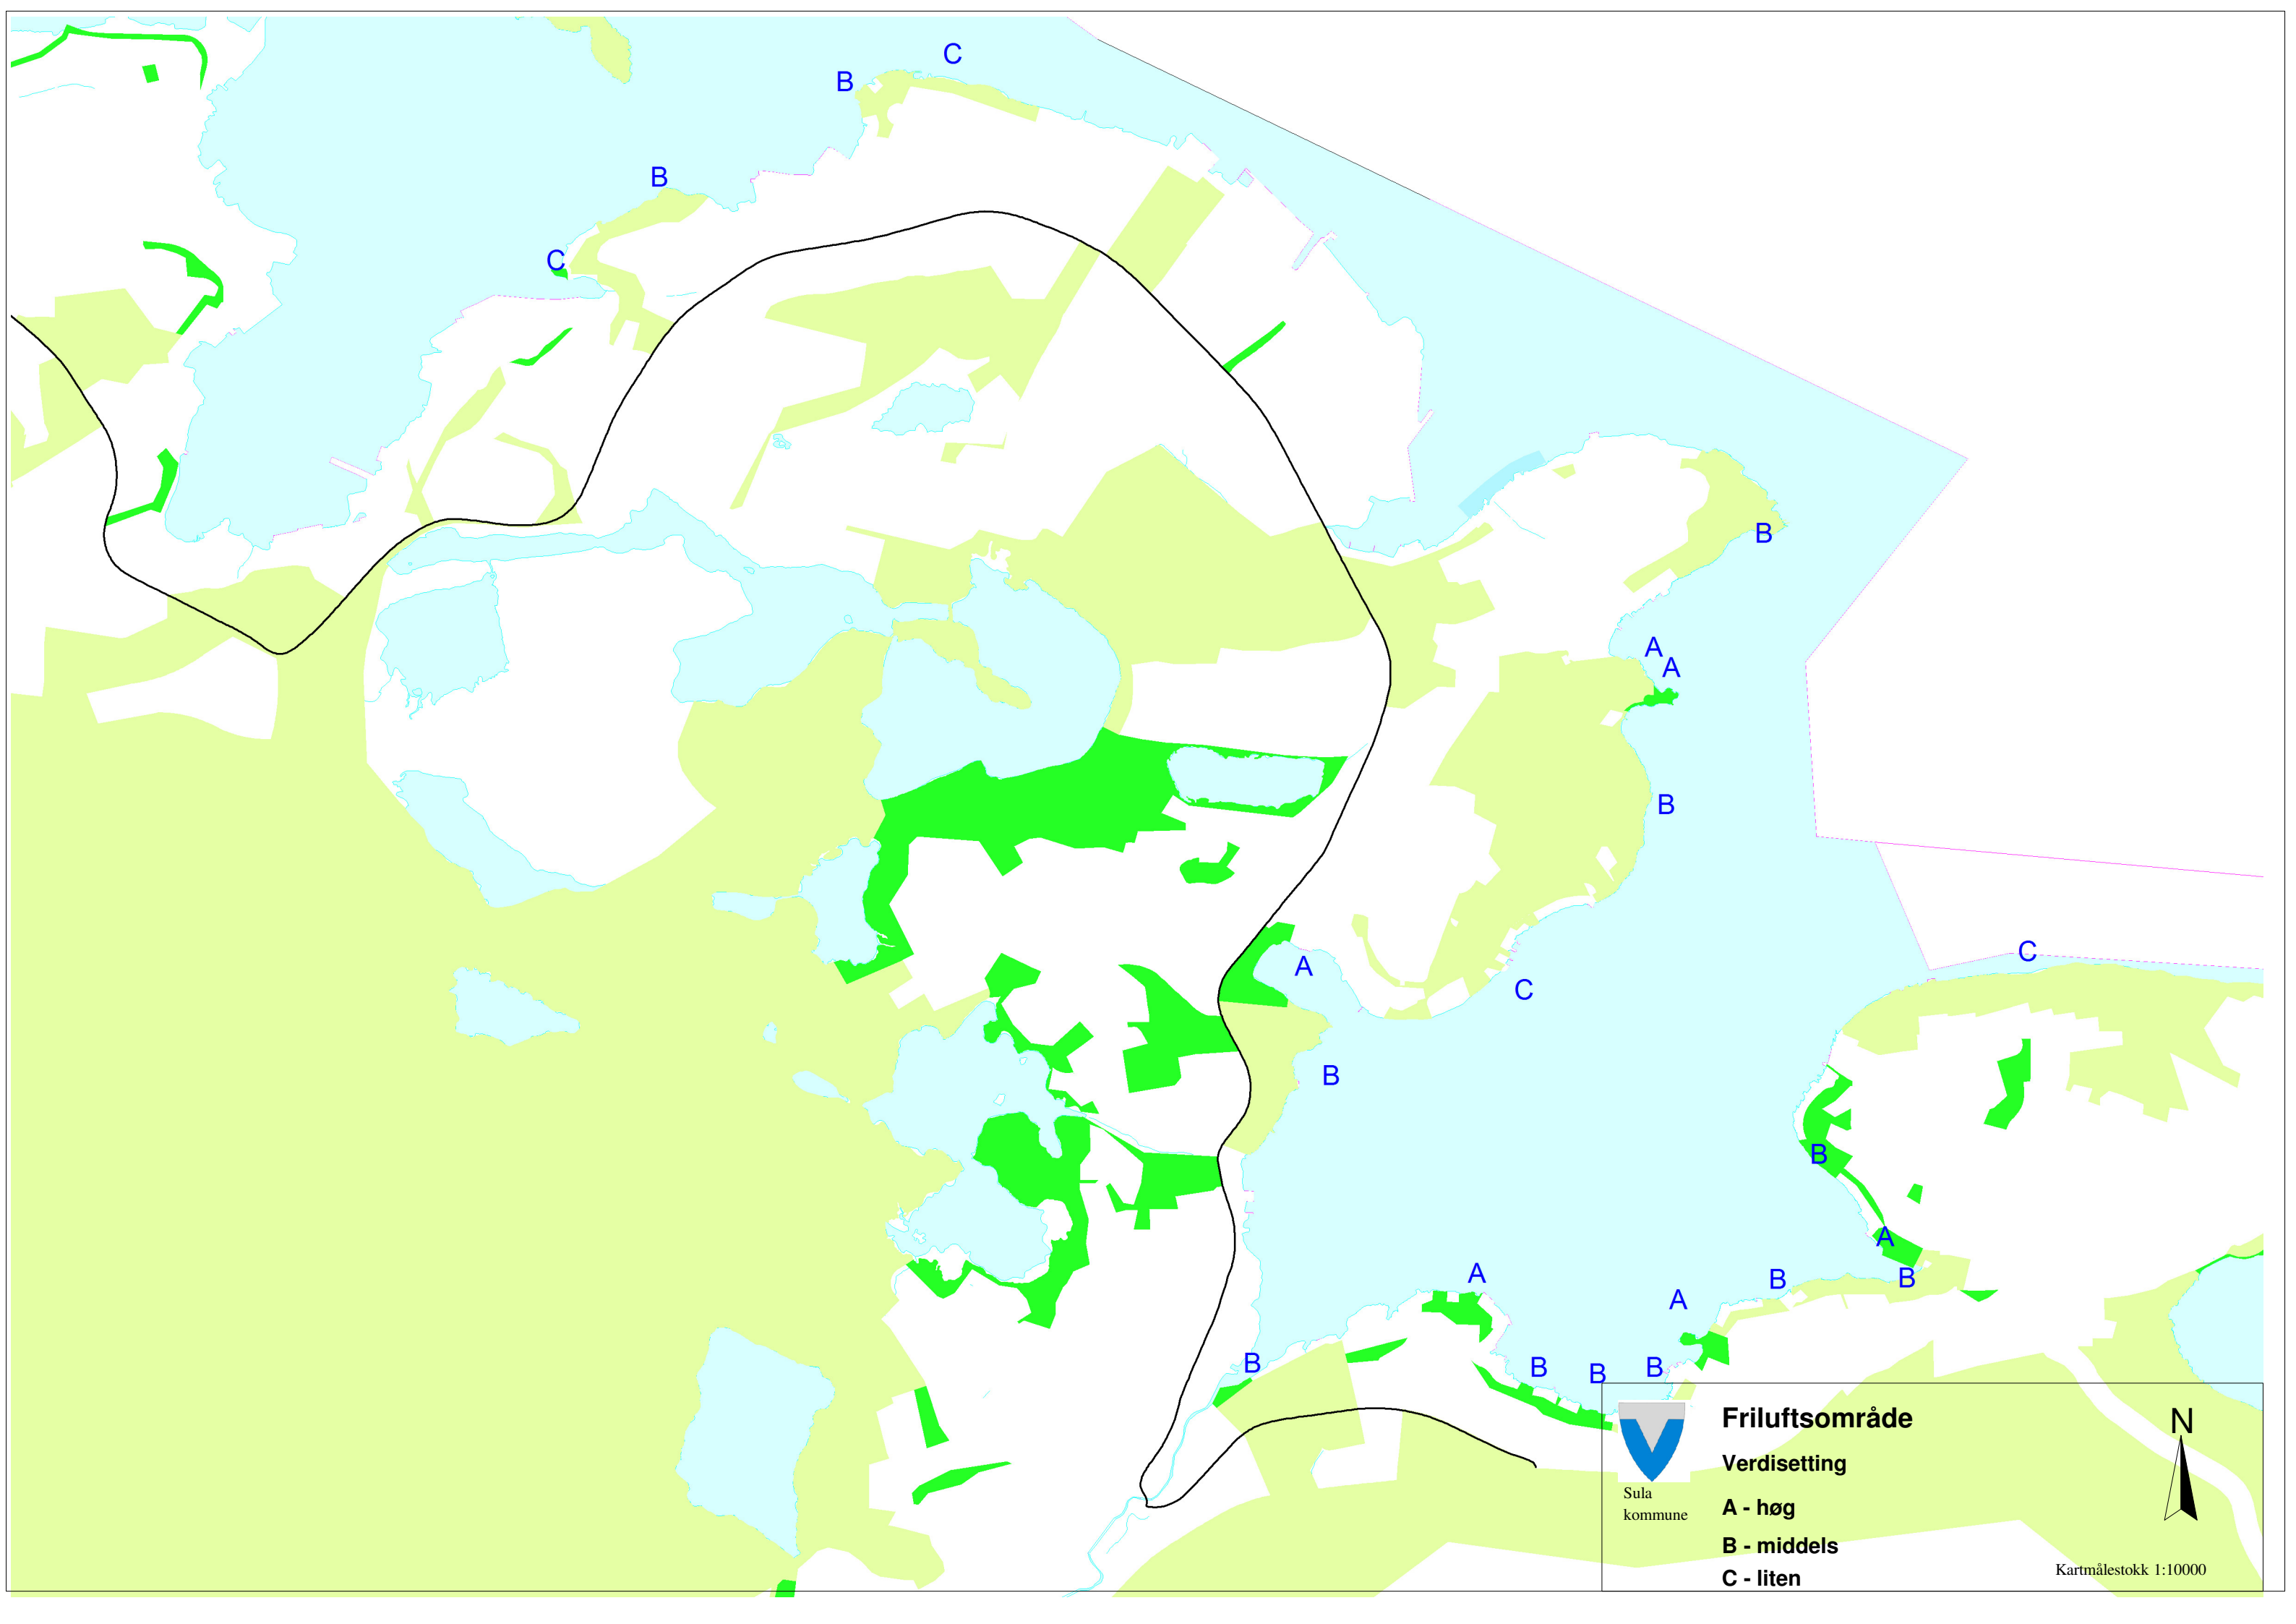 C
B
B
C
B
A
A
B
C
A
C
B
B
A
A
B
B
A
B
B
B
B
Friluftsområde
N
Verdisetting
Sula
kommune
A - høg
B - middels
C - liten
Kartmålestokk 1:10000